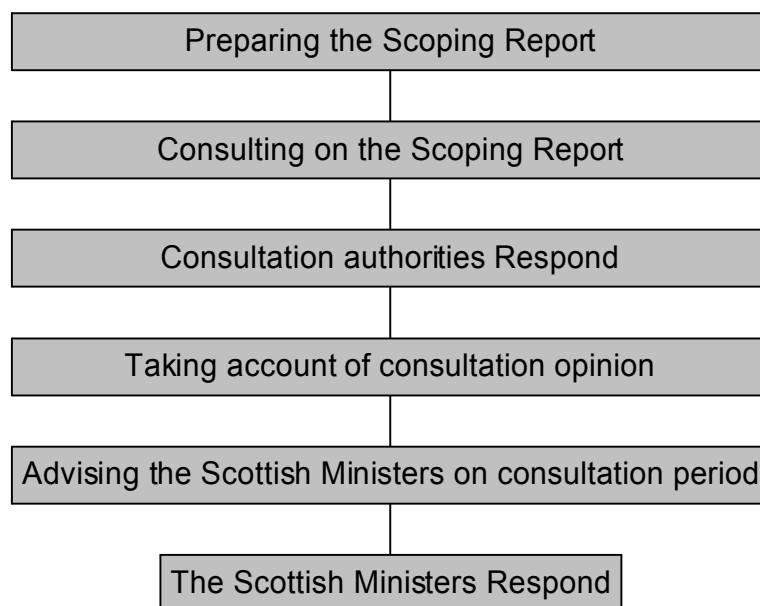 Preparing the Scoping Report
Consulting on the Scoping Report
Consultation authorities Respond
Taking account of consultation opinion
Advising the Scottish Ministers on consultation period
The Scottish Ministers Respond